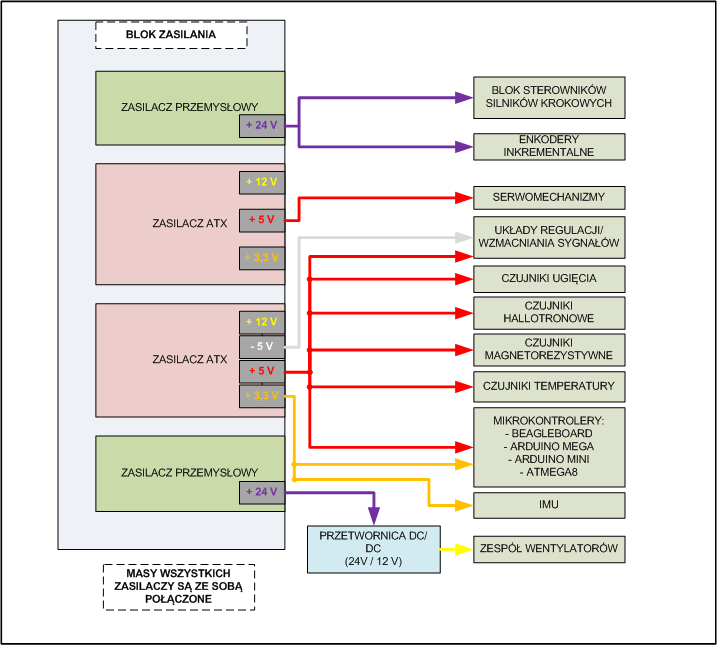 BLOK ZASILANIA
ZASILACZ PRZEMYSŁOWY
+ 24 V
ZASILACZ ATX
+ 12 V
+ 5 V
+ 3,3 V
ZASILACZ ATX
+ 12 V
- 5 V
+ 5 V
+ 3,3 V
ZASILACZ PRZEMYSŁOWY
+ 24 V
MASY WSZYSTKICH
ZASILACZY SĄ ZE SOBĄ
POŁĄCZONE
PRZETWORNICA DC/
DC
(24V / 12 V)
BLOK STEROWNIKÓW
SILNIKÓW KROKOWYCH
ENKODERY
INKREMENTALNE
SERWOMECHANIZMY
UKŁADY REGULACJI/
WZMACNIANIA SYGNAŁÓW
CZUJNIKI UGIĘCIA
CZUJNIKI
HALLOTRONOWE
CZUJNIKI
MAGNETOREZYSTYWNE
CZUJNIKI TEMPERATURY
MIKROKONTROLERY:
- BEAGLEBOARD
- ARDUINO MEGA
- ARDUINO MINI
- ATMEGA8
IMU
ZESPÓŁ WENTYLATORÓW